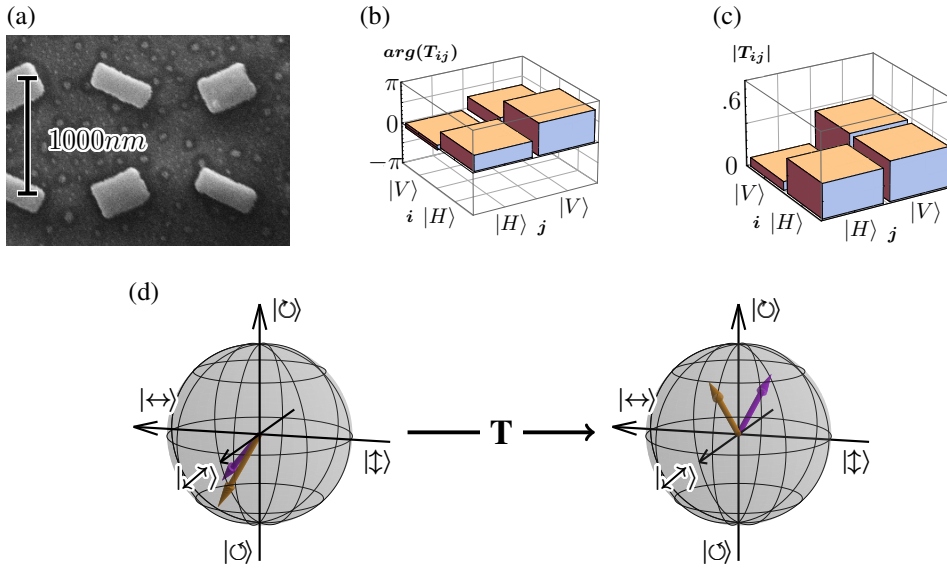 (a)
1000nm
(b)
arg(T_ij)
π
0
−π
|V⟩
i
|H⟩
|H⟩
j
|V⟩
(c)
|T_ij|
.6
0
|V⟩
i
|H⟩
|H⟩
j
|V⟩
(d)
|↻⟩
|↔⟩
|↕⟩
|⤢⟩
|↺⟩
T
|↻⟩
|↔⟩
|↕⟩
|⤢⟩
|↺⟩